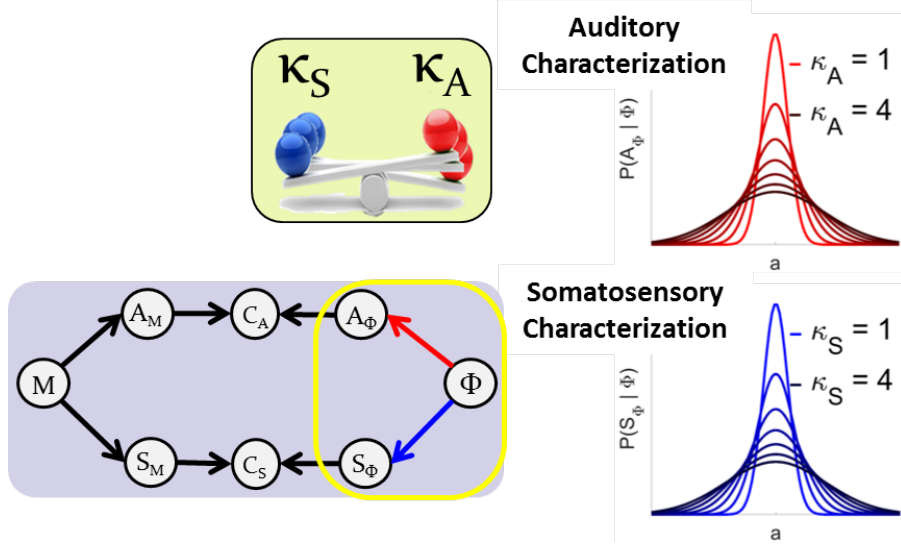 κS κA
Auditory
Characterization
P(AΦ | Φ)
κA = 1
κA = 4
a
AM CA AΦ
M Φ
SM CS SΦ
Somatosensory
Characterization
P(SΦ | Φ)
κS = 1
κS = 4
a